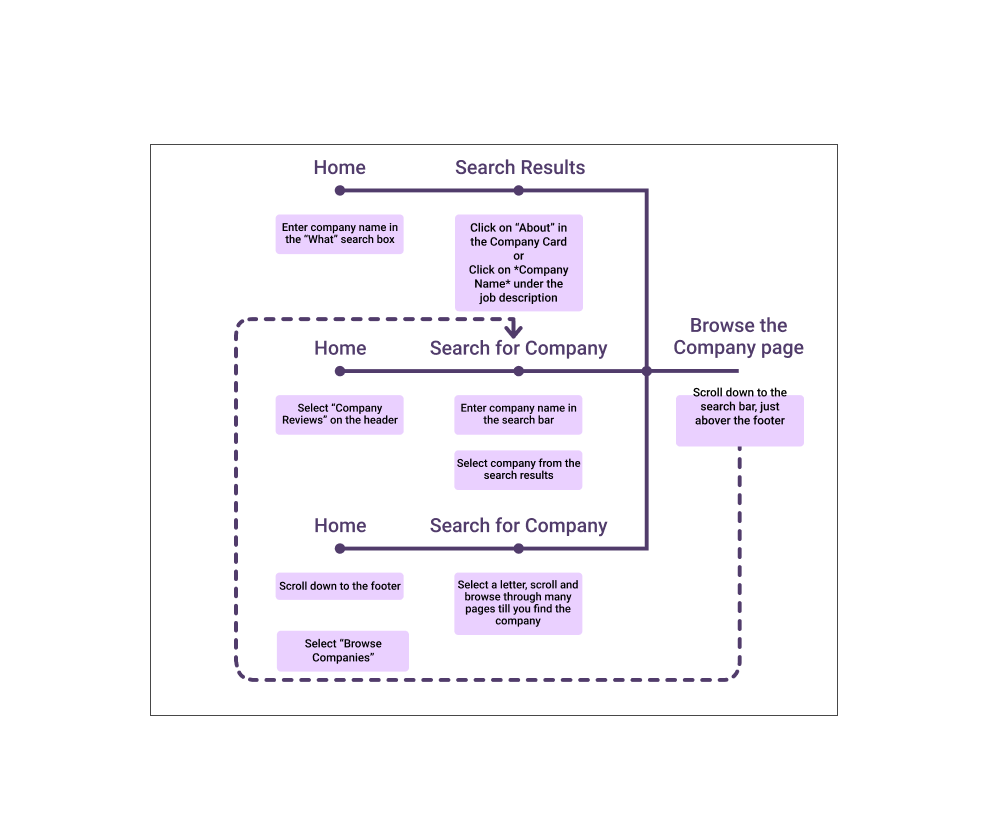 Home
Search Results
Enter company name in
the “What” search box
Click on “About” in
the Company Card
or
Click on *Company
Name* under the
job description
Browse the
Company page
Home
Search for Company
Scroll down to the
search bar, just
abover the footer
Select “Company
Reviews” on the header
Enter company name in
the search bar
Select company from the
search results
Home
Search for Company
Scroll down to the footer
Select “Browse
Companies”
Select a letter, scroll and
browse through many
pages till you find the
company